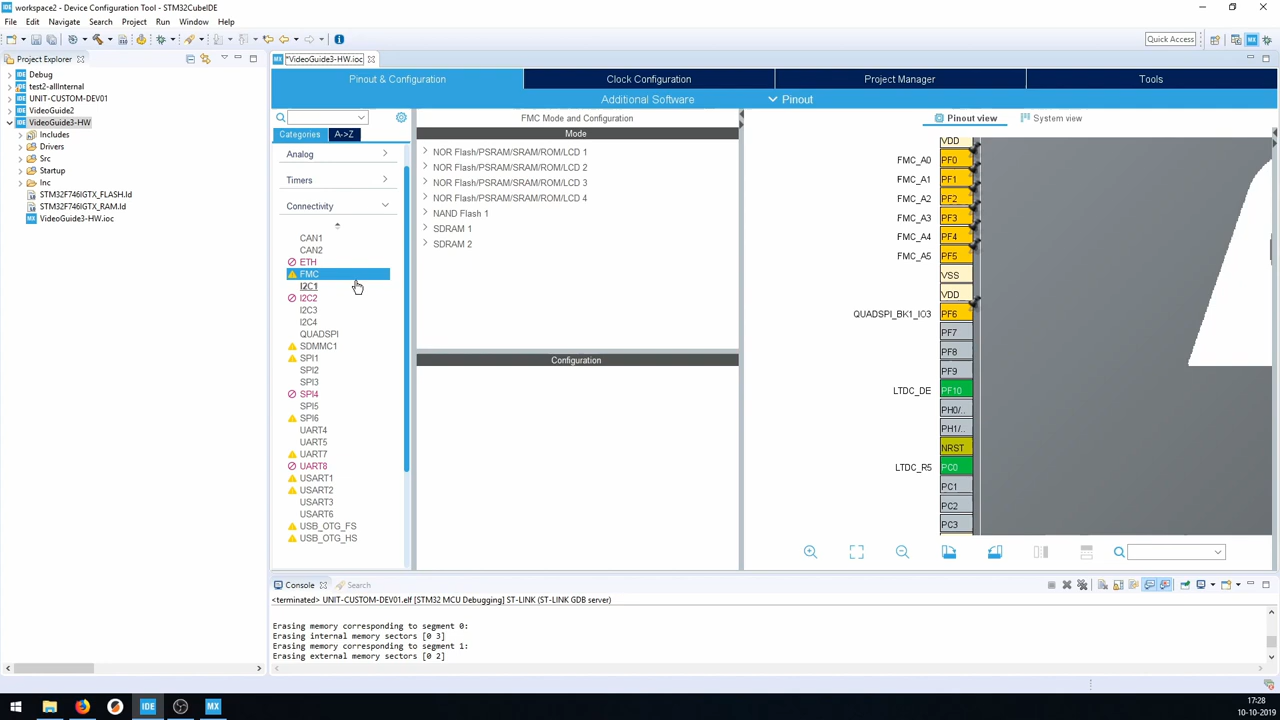 workspace2 - Device Configuration Tool - STM32CubeIDE
File Edit Navigate Search Project Run Window Help
Quick Access
Project Explorer
Debug
test2-allInternal
UNIT-CUSTOM-DEV01
VideoGuide2
VideoGuide3-HW
Includes
Drivers
Src
Startup
Inc
STM32F746IGTX_FLASH.ld
STM32F746IGTX_RAM.ld
VideoGuide3-HW.ioc
*VideoGuide3-HW.ioc
Pinout & Configuration
Clock Configuration
Project Manager
Tools
Additional Software
Pinout
Categories
A->Z
Analog
Timers
Connectivity
CAN1
CAN2
ETH
FMC
I2C1
I2C2
I2C3
I2C4
QUADSPI
SDMMC1
SPI1
SPI2
SPI3
SPI4
SPI5
SPI6
UART4
UART5
UART7
UART8
USART1
USART2
USART3
USART6
USB_OTG_FS
USB_OTG_HS
FMC Mode and Configuration
Mode
NOR Flash/PSRAM/SRAM/ROM/LCD 1
NOR Flash/PSRAM/SRAM/ROM/LCD 2
NOR Flash/PSRAM/SRAM/ROM/LCD 3
NOR Flash/PSRAM/SRAM/ROM/LCD 4
NAND Flash 1
SDRAM 1
SDRAM 2
Configuration
Pinout view
System view
VDD
FMC_A0 PF0
FMC_A1 PF1
FMC_A2 PF2
FMC_A3 PF3
FMC_A4 PF4
FMC_A5 PF5
VSS
VDD
QUADSPI_BK1_IO3 PF6
PF7
PF8
PF9
LTDC_DE PF10
PH0/..
PH1/..
NRST
LTDC_R5 PC0
PC1
PC2
PC3
Console
Search
<terminated> UNIT-CUSTOM-DEV01.elf [STM32 MCU Debugging] ST-LINK (ST-LINK GDB server)
Erasing memory corresponding to segment 0:
Erasing internal memory sectors [0 3]
Erasing memory corresponding to segment 1:
Erasing external memory sectors [0 2]
IDE
MX
17:28
10-10-2019